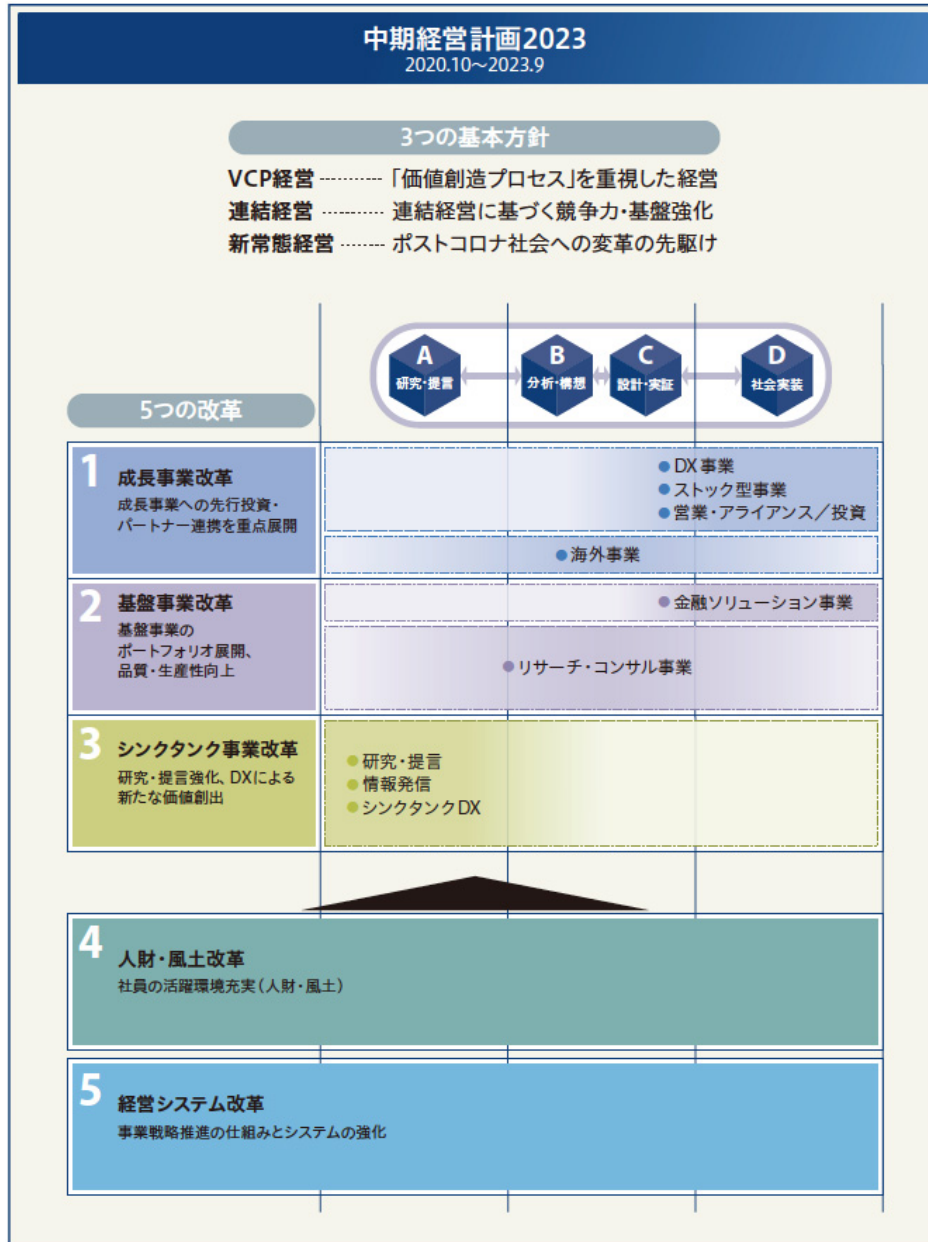 中期経営計画2023
2020.10～2023.9
3つの基本方針
VCP経営 ---------- 「価値創造プロセス」を重視した経営
連結経営 ---------- 連結経営に基づく競争力・基盤強化
新常態経営 ------- ポストコロナ社会への変革の先駆け
A
研究・提言
B
分析・構想
C
設計・実証
D
社会実装
5つの改革
1
成長事業改革
成長事業への先行投資・
パートナー連携を重点展開
●DX事業
●ストック型事業
●営業・アライアンス／投資
●海外事業
2
基盤事業改革
基盤事業の
ポートフォリオ展開、
品質・生産性向上
●金融ソリューション事業
●リサーチ・コンサル事業
3
シンクタンク事業改革
研究・提言強化、DXによる
新たな価値創出
●研究・提言
●情報発信
●シンクタンクDX
4
人財・風土改革
社員の活躍環境充実（人財・風土）
5
経営システム改革
事業戦略推進の仕組みとシステムの強化